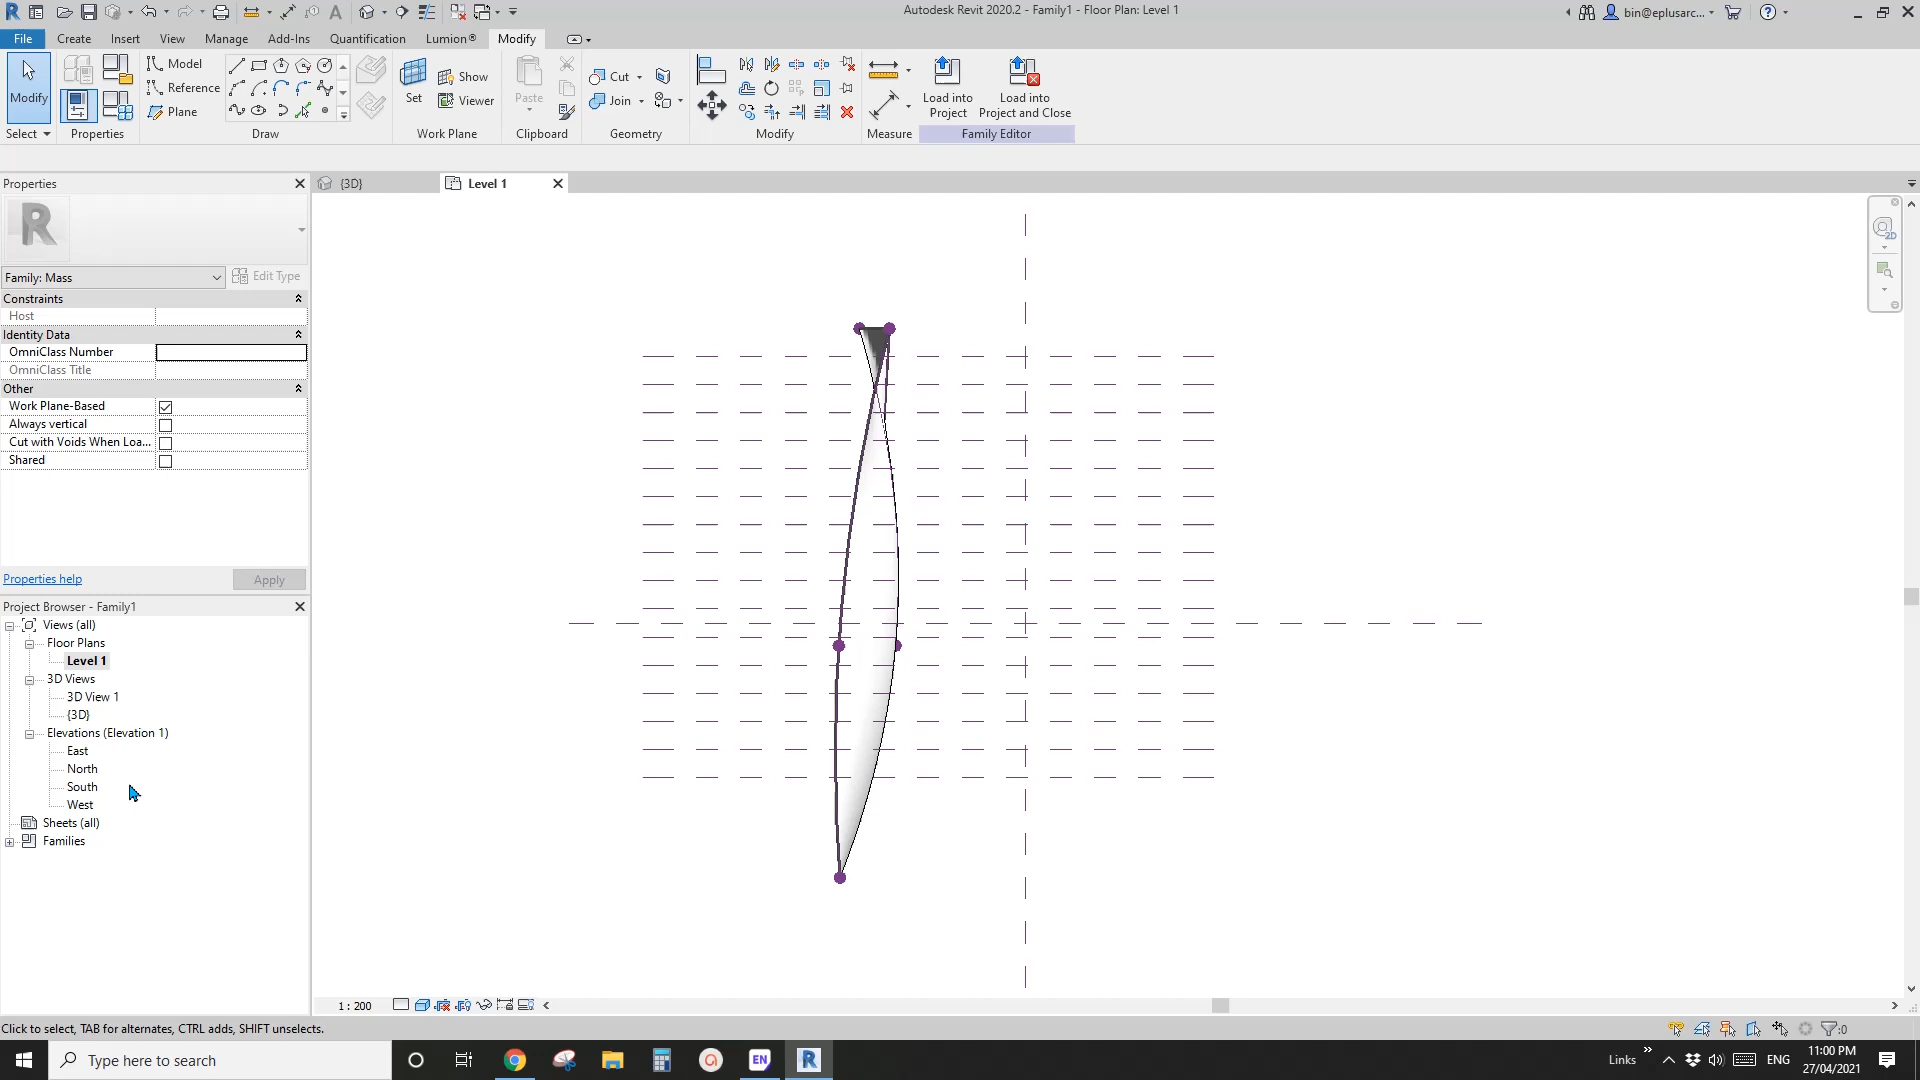 Autodesk Revit 2020.2 - Family1 - Floor Plan: Level 1
bin@eplusarc...
File Create Insert View Manage Add-Ins Massing Quantification Lumion® Modify
Modify
Select
Properties
Model
Reference
Plane
Draw
Set
Show
Viewer
Work Plane
Paste
Clipboard
Cut
Join
Geometry
Modify
Measure
Load into
Project
Load into
Project and Close
Family Editor
Properties
{3D}
Level 1
R
Family: Mass
Edit Type
Constraints
Host
Identity Data
OmniClass Number
OmniClass Title
Other
Work Plane-Based
Always vertical
Cut with Voids When Loa...
Shared
Properties help
Apply
Project Browser - Family1
Views (all)
Floor Plans
Level 1
3D Views
3D View 1
{3D}
Elevations (Elevation 1)
East
North
South
West
Sheets (all)
Families
1 : 200
Click to select, TAB for alternates, CTRL adds, SHIFT unselects.
:0
Type here to search
EN
R
Links
ENG
11:00 PM
27/04/2021